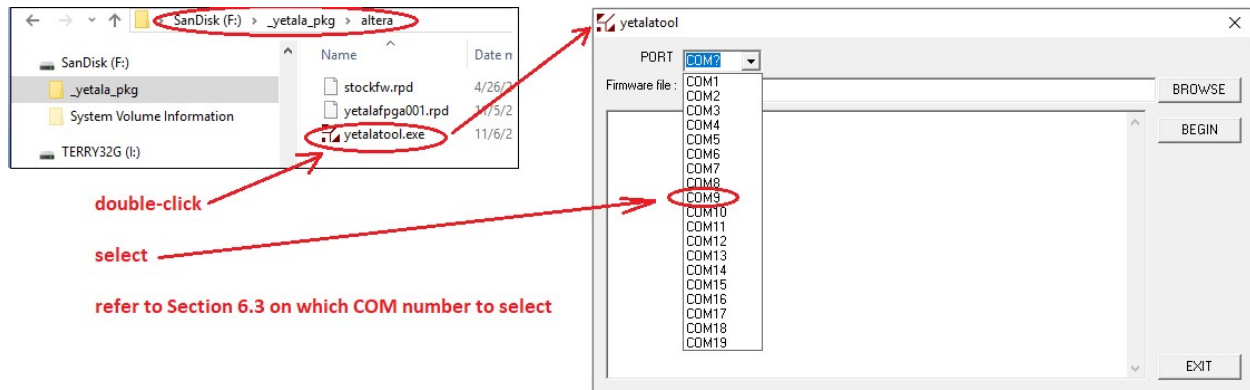 SanDisk (F:) > _yetala_pkg > altera
SanDisk (F:)
_yetala_pkg
System Volume Information
TERRY32G (I:)
Name
Date n
stockfw.rpd
4/26/2
yetalafpga001.rpd
yetalatool.exe
11/6/2
double-click
select
refer to Section 6.3 on which COM number to select
yetalatool
PORT
COM?
Firmware file :
BROWSE
BEGIN
COM1
COM2
COM3
COM4
COM5
COM6
COM7
COM8
COM9
COM10
COM11
COM12
COM13
COM14
COM15
COM16
COM17
COM18
COM19
EXIT